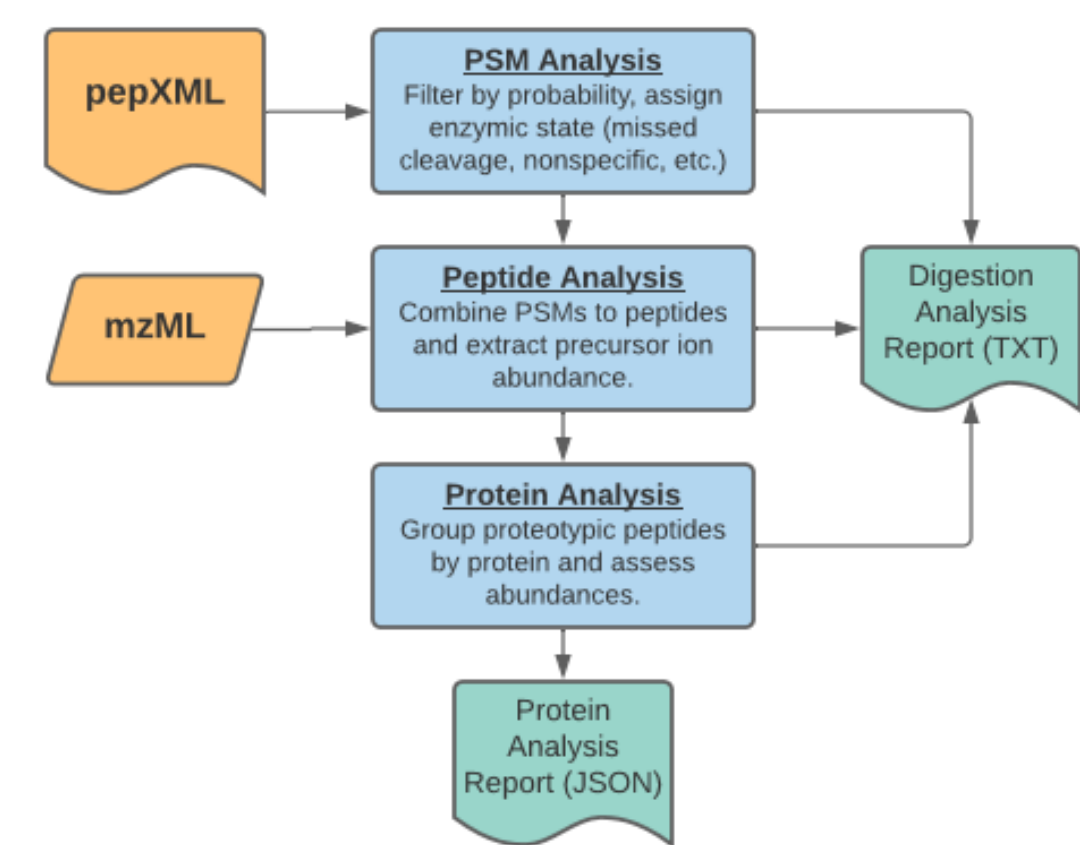 pepXML
PSM Analysis
Filter by probability, assign
enzymic state (missed
cleavage, nonspecific, etc.)
mzML
Peptide Analysis
Combine PSMs to peptides
and extract precursor ion
abundance.
Digestion
Analysis
Report (TXT)
Protein Analysis
Group proteotypic peptides
by protein and assess
abundances.
Protein
Analysis
Report (JSON)